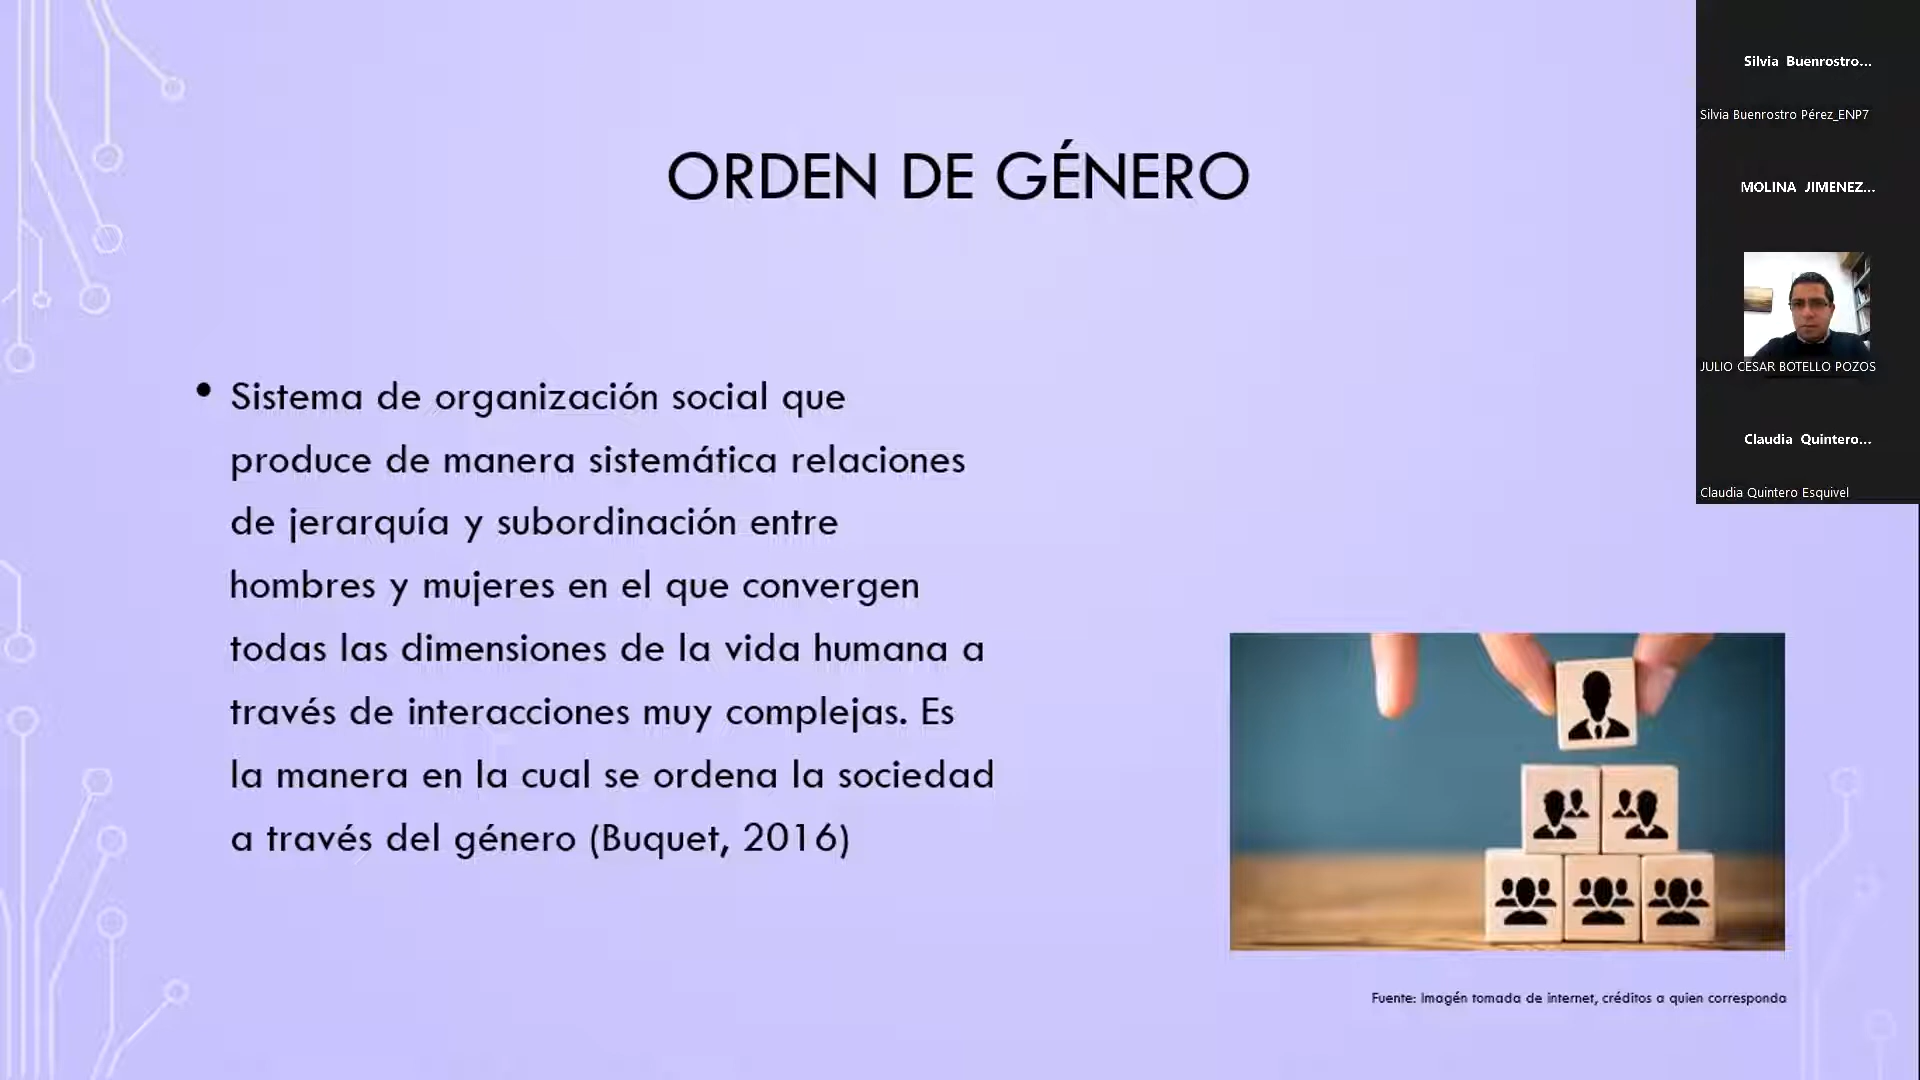 ORDEN DE GÉNERO
• Sistema de organización social que
produce de manera sistemática relaciones
de jerarquía y subordinación entre
hombres y mujeres en el que convergen
todas las dimensiones de la vida humana a
través de interacciones muy complejas. Es
la manera en la cual se ordena la sociedad
a través del género (Buquet, 2016)
Fuente: Imagén tomada de internet, créditos a quien corresponda
Silvia Buenrostro...
Silvia Buenrostro Pérez_ENP7
MOLINA JIMENEZ...
JULIO CESAR BOTELLO POZOS
Claudia Quintero...
Claudia Quintero Esquivel